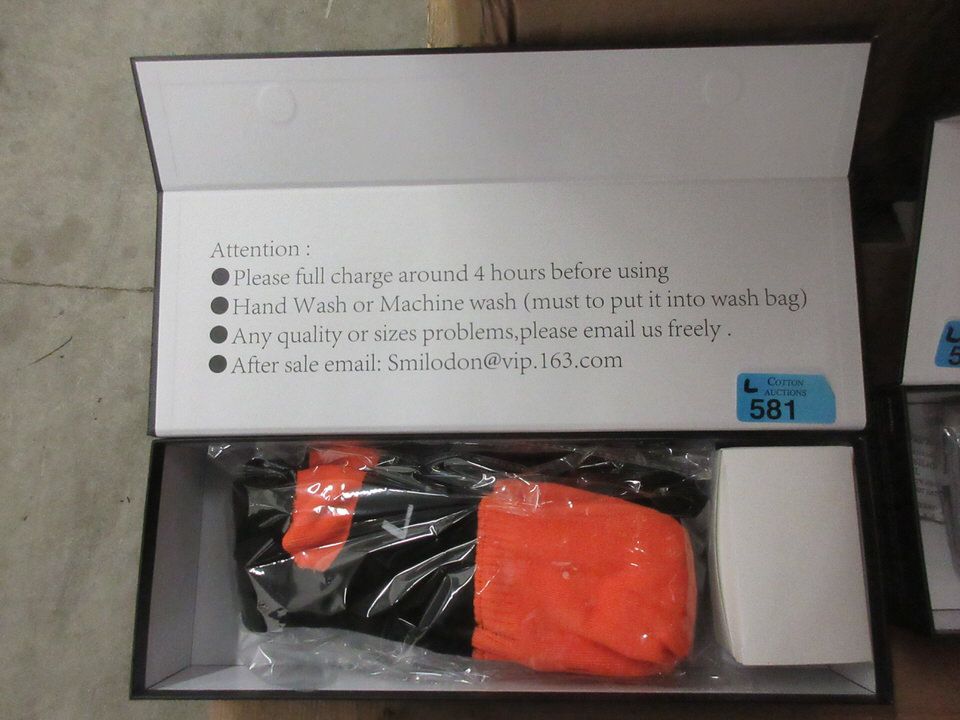 Attention :
●Please full charge around 4 hours before using
●Hand Wash or Machine wash (must to put it into wash bag)
●Any quality or sizes problems,please email us freely .
●After sale email: Smilodon@vip.163.com
L COTTON
AUCTIONS
581
L
L
5